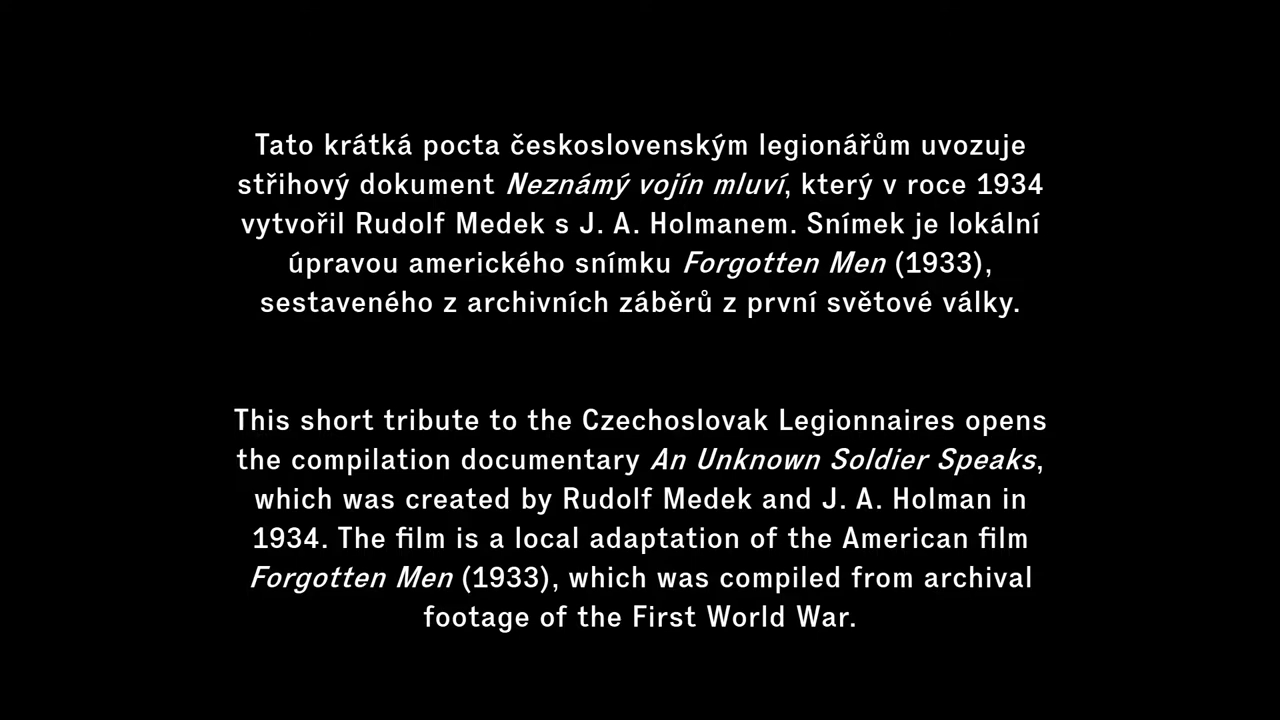 Tato krátká pocta československým legionářům uvozuje
střihový dokument Neznámý vojín mluví, který v roce 1934
vytvořil Rudolf Medek s J. A. Holmanem. Snímek je lokální
úpravou amerického snímku Forgotten Men (1933),
sestaveného z archivních záběrů z první světové války.
This short tribute to the Czechoslovak Legionnaires opens
the compilation documentary An Unknown Soldier Speaks,
which was created by Rudolf Medek and J. A. Holman in
1934. The film is a local adaptation of the American film
Forgotten Men (1933), which was compiled from archival
footage of the First World War.